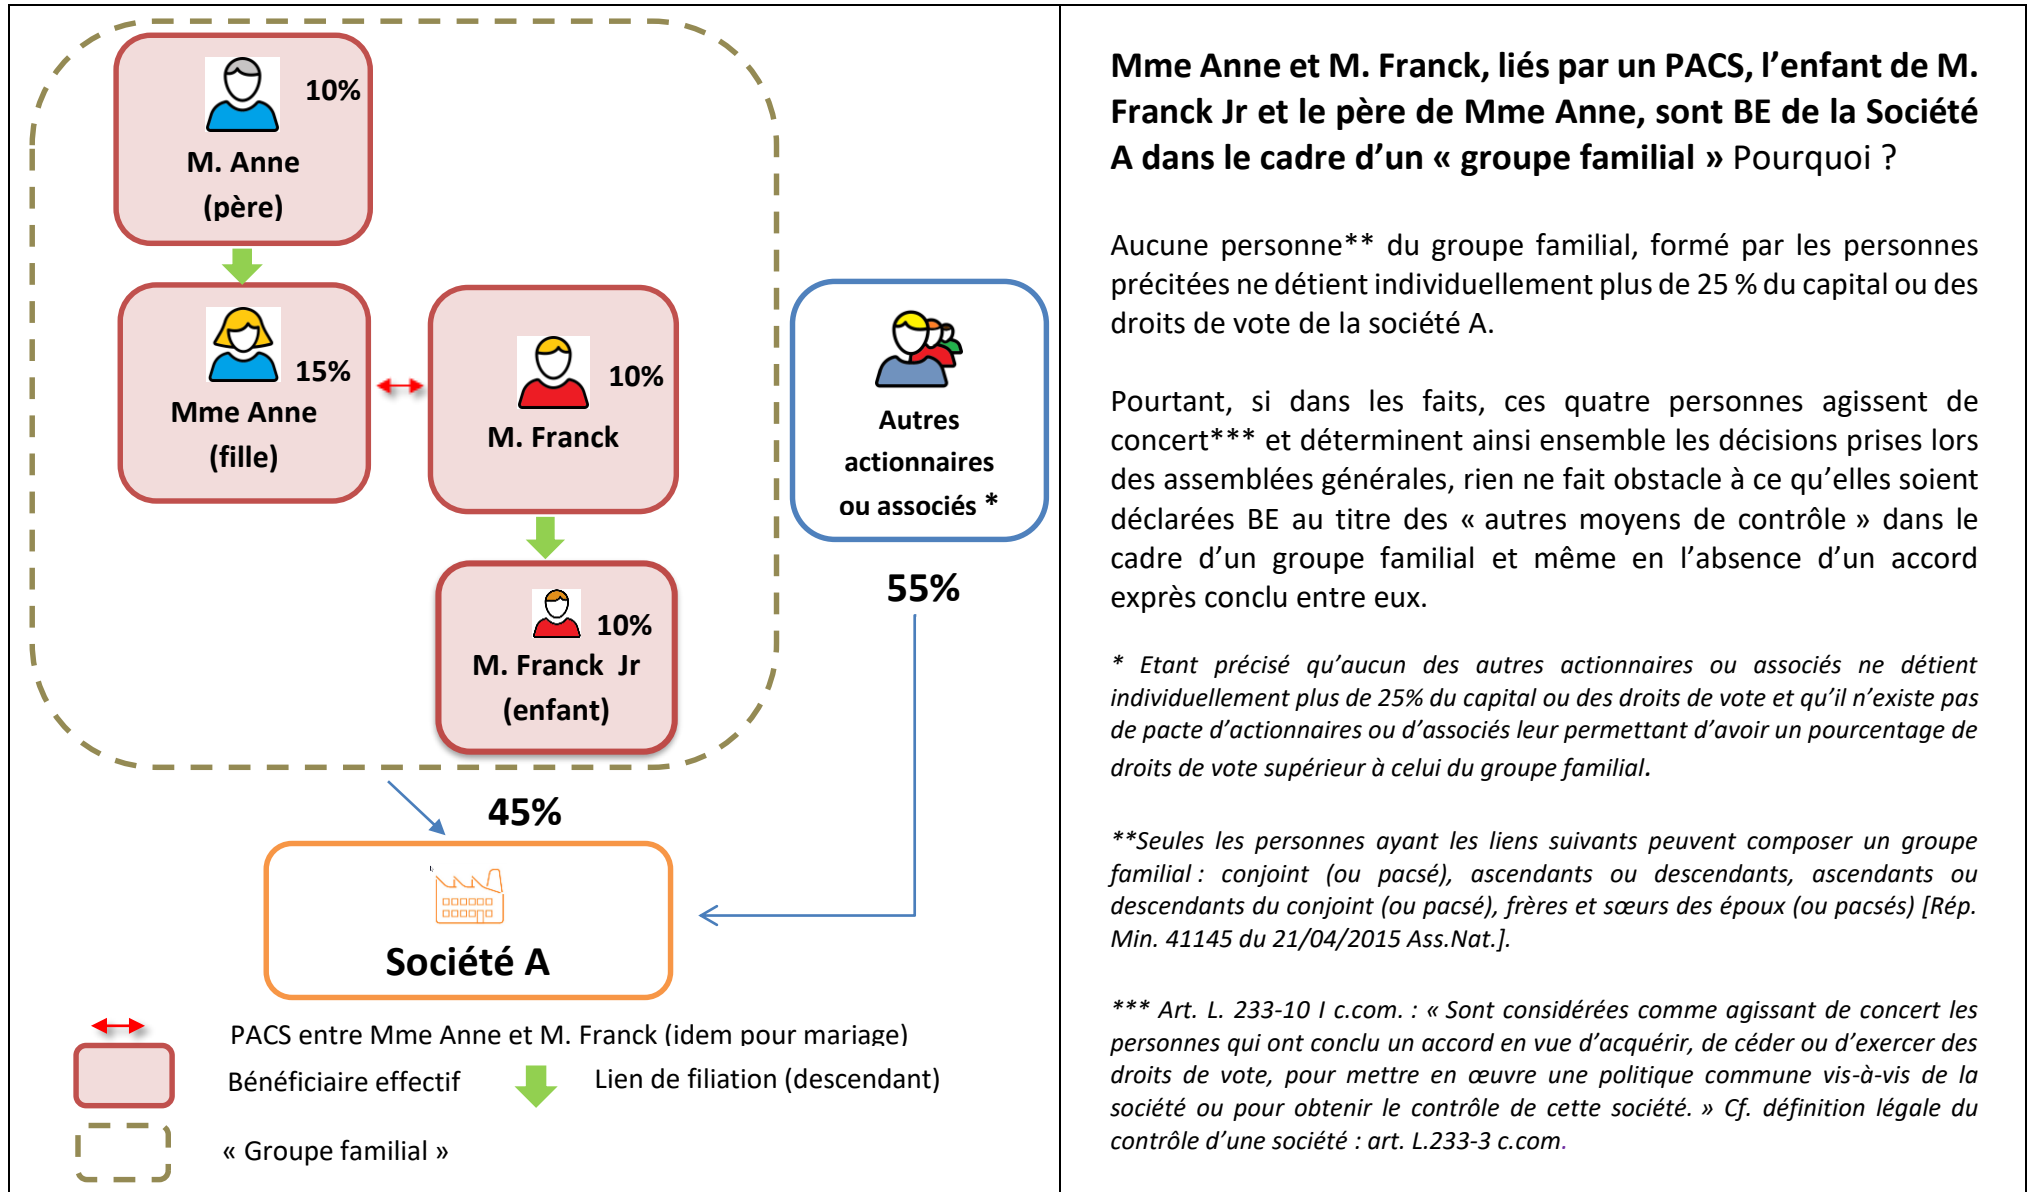 10%
M. Anne
(père)
15%
Mme Anne
(fille)
10%
M. Franck
10%
M. Franck Jr
(enfant)
Autres
actionnaires
ou associés *
55%
45%
Société A
PACS entre Mme Anne et M. Franck (idem pour mariage)
Bénéficiaire effectif
Lien de filiation (descendant)
« Groupe familial »
Mme Anne et M. Franck, liés par un PACS, l’enfant de M.
Franck Jr et le père de Mme Anne, sont BE de la Société
A dans le cadre d’un « groupe familial » Pourquoi ?
Aucune personne** du groupe familial, formé par les personnes
précitées ne détient individuellement plus de 25 % du capital ou des
droits de vote de la société A.
Pourtant, si dans les faits, ces quatre personnes agissent de
concert*** et déterminent ainsi ensemble les décisions prises lors
des assemblées générales, rien ne fait obstacle à ce qu’elles soient
déclarées BE au titre des « autres moyens de contrôle » dans le
cadre d’un groupe familial et même en l’absence d’un accord
exprès conclu entre eux.
* Etant précisé qu’aucun des autres actionnaires ou associés ne détient
individuellement plus de 25% du capital ou des droits de vote et qu’il n’existe pas
de pacte d’actionnaires ou d’associés leur permettant d’avoir un pourcentage de
droits de vote supérieur à celui du groupe familial.
**Seules les personnes ayant les liens suivants peuvent composer un groupe
familial : conjoint (ou pacsé), ascendants ou descendants, ascendants ou
descendants du conjoint (ou pacsé), frères et sœurs des époux (ou pacsés) [Rép.
Min. 41145 du 21/04/2015 Ass.Nat.].
*** Art. L. 233-10 I c.com. : « Sont considérées comme agissant de concert les
personnes qui ont conclu un accord en vue d’acquérir, de céder ou d’exercer des
droits de vote, pour mettre en œuvre une politique commune vis-à-vis de la
société ou pour obtenir le contrôle de cette société. » Cf. définition légale du
contrôle d’une société : art. L.233-3 c.com.